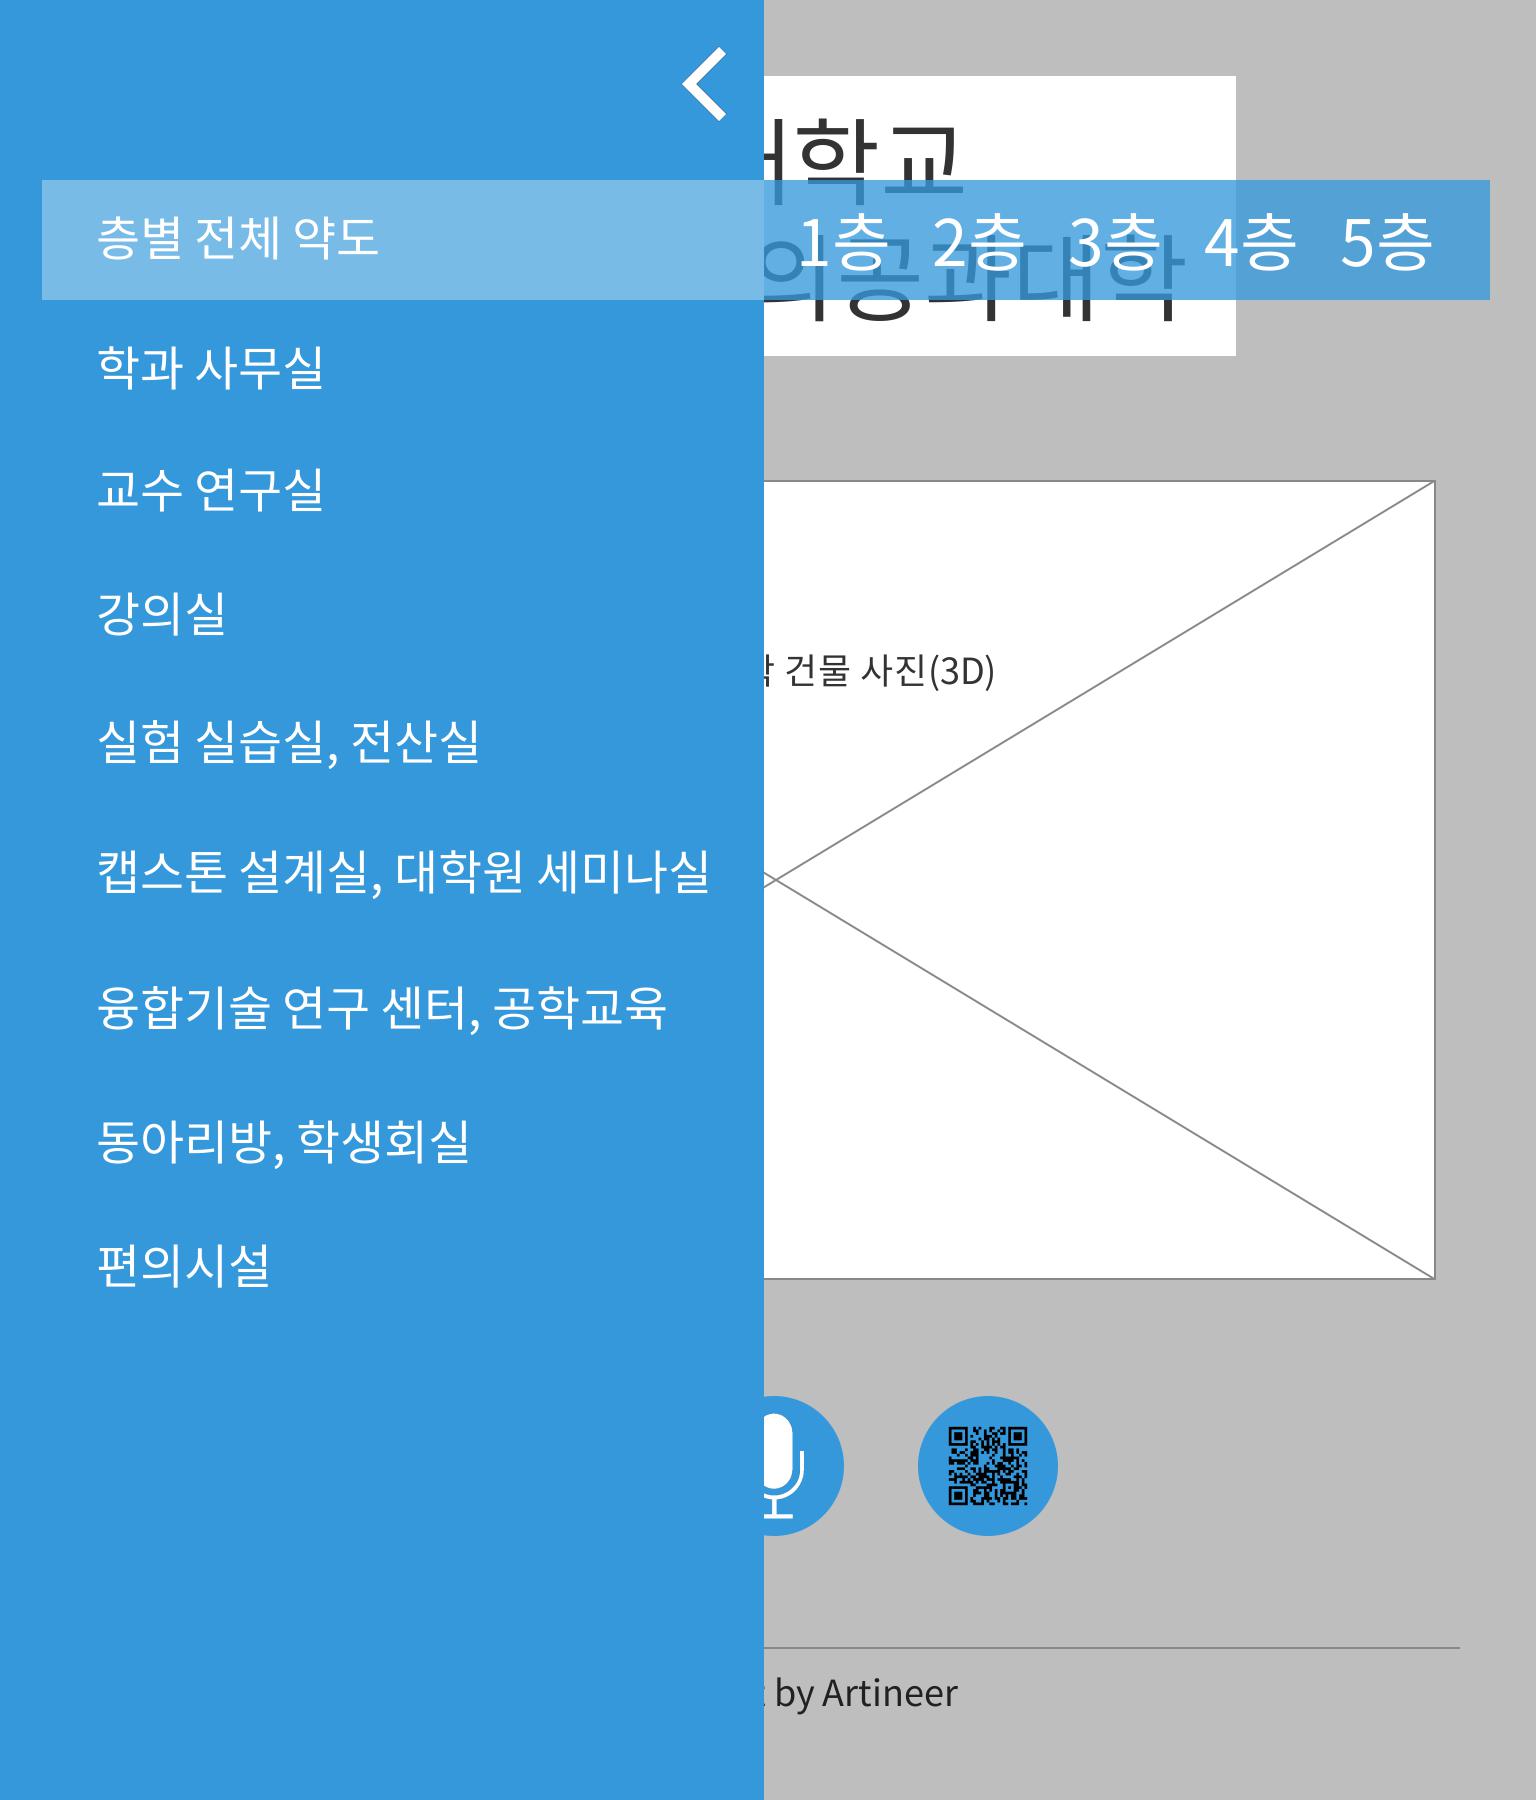 학교
층별 전체 약도 1층 2층 3층 4층 5층
의공과대학
학과 사무실
교수 연구실
강의실
건물 사진(3D)
실험 실습실, 전산실
캡스톤 설계실, 대학원 세미나실
융합기술 연구 센터, 공학교육
동아리방, 학생회실
편의시설
by Artineer